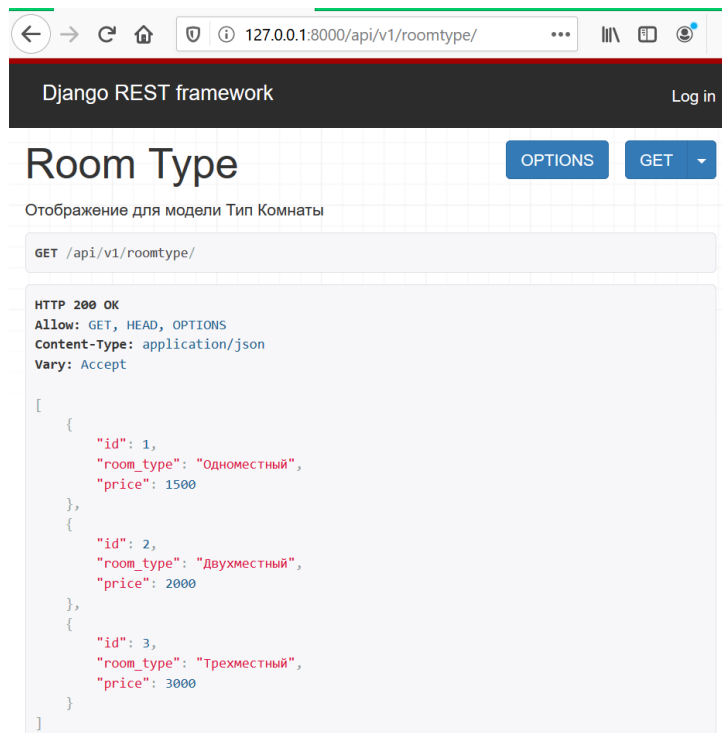 127.0.0.1:8000/api/v1/roomtype/
Django REST framework
Log in
Room Type
OPTIONS
GET
Отображение для модели Тип Комнаты
GET /api/v1/roomtype/
HTTP 200 OK
Allow: GET, HEAD, OPTIONS
Content-Type: application/json
Vary: Accept
[
    {
        "id": 1,
        "room_type": "Одноместный",
        "price": 1500
    },
    {
        "id": 2,
        "room_type": "Двухместный",
        "price": 2000
    },
    {
        "id": 3,
        "room_type": "Трехместный",
        "price": 3000
    }
]